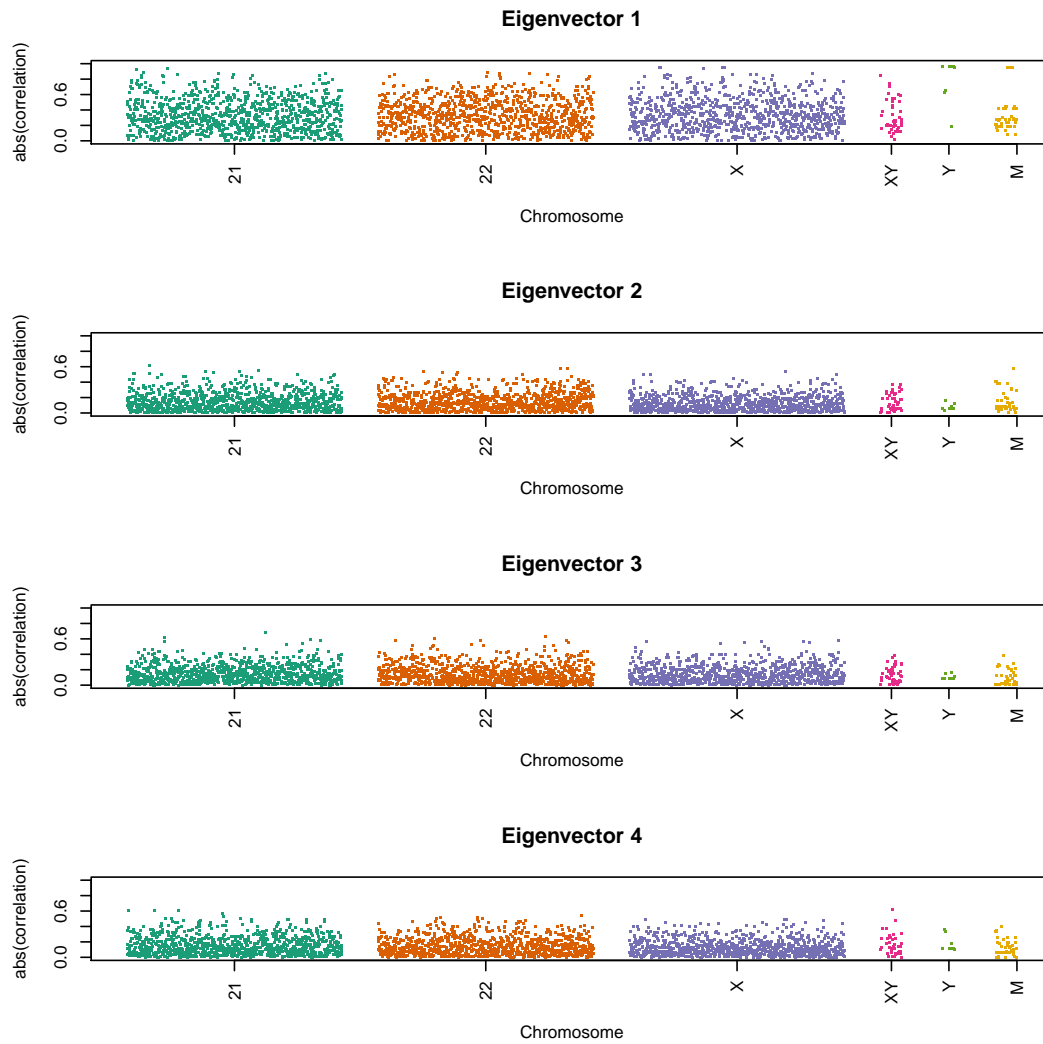 Eigenvector 1
abs(correlation)
0.6
0.0
21 22 X XY Y M
Chromosome
Eigenvector 2
abs(correlation)
0.6
0.0
21 22 X XY Y M
Chromosome
Eigenvector 3
abs(correlation)
0.6
0.0
21 22 X XY Y M
Chromosome
Eigenvector 4
abs(correlation)
0.6
0.0
21 22 X XY Y M
Chromosome